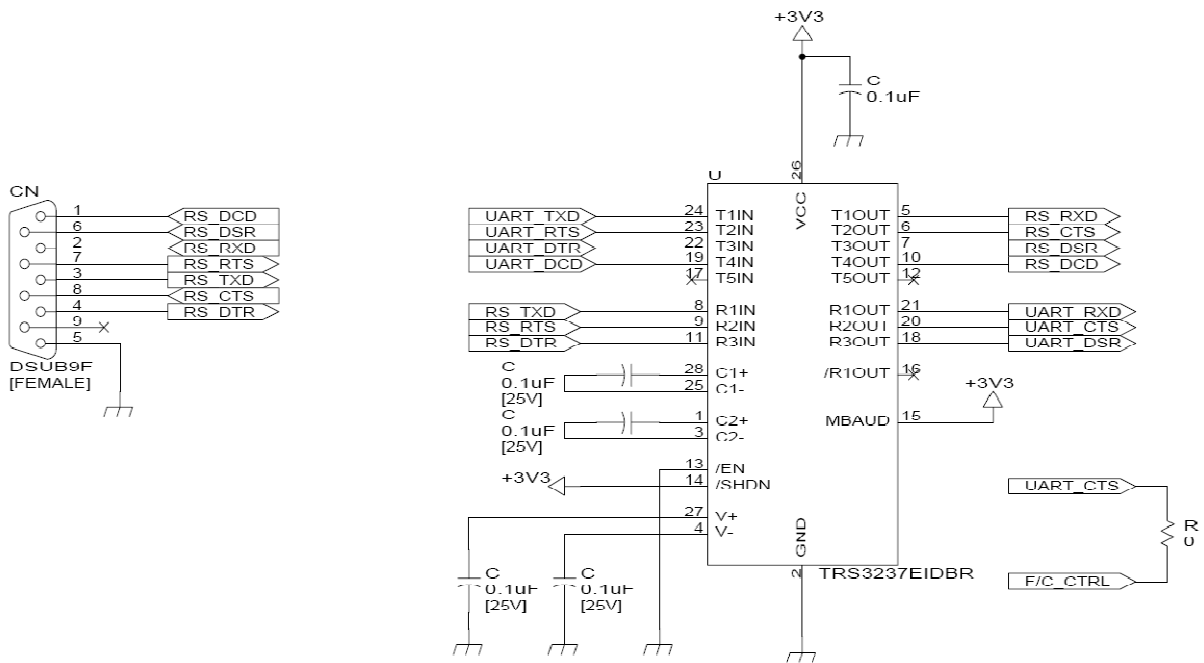 +3V3
C
0.1uF
CN
1 RS_DCD
6 RS_DSR
2 RS_RXD
7 RS_RTS
3 RS_TXD
8 RS_CTS
4 RS_DTR
9
5
DSUB9F
[FEMALE]
U
26
VCC
UART_TXD 24 T1IN T1OUT 5 RS_RXD
UART_RTS 23 T2IN T2OUT 6 RS_CTS
UART_DTR 22 T3IN T3OUT 7 RS_DSR
UART_DCD 19 T4IN T4OUT 10 RS_DCD
17 T5IN T5OUT 12
RS_TXD 8 R1IN R1OUT 21 UART_RXD
RS_RTS 9 R2IN R2OUT 20 UART_CTS
RS_DTR 11 R3IN R3OUT 18 UART_DSR
C
0.1uF
[25V]
28 C1+
25 C1-
/R1OUT 16
+3V3
C
0.1uF
[25V]
1 C2+
3 C2-
MBAUD 15
13 /EN
+3V3 14 /SHDN
27 V+
4 V-
GND
2
TRS3237EIDBR
C
0.1uF
[25V]
C
0.1uF
[25V]
UART_CTS
R
0
F/C_CTRL